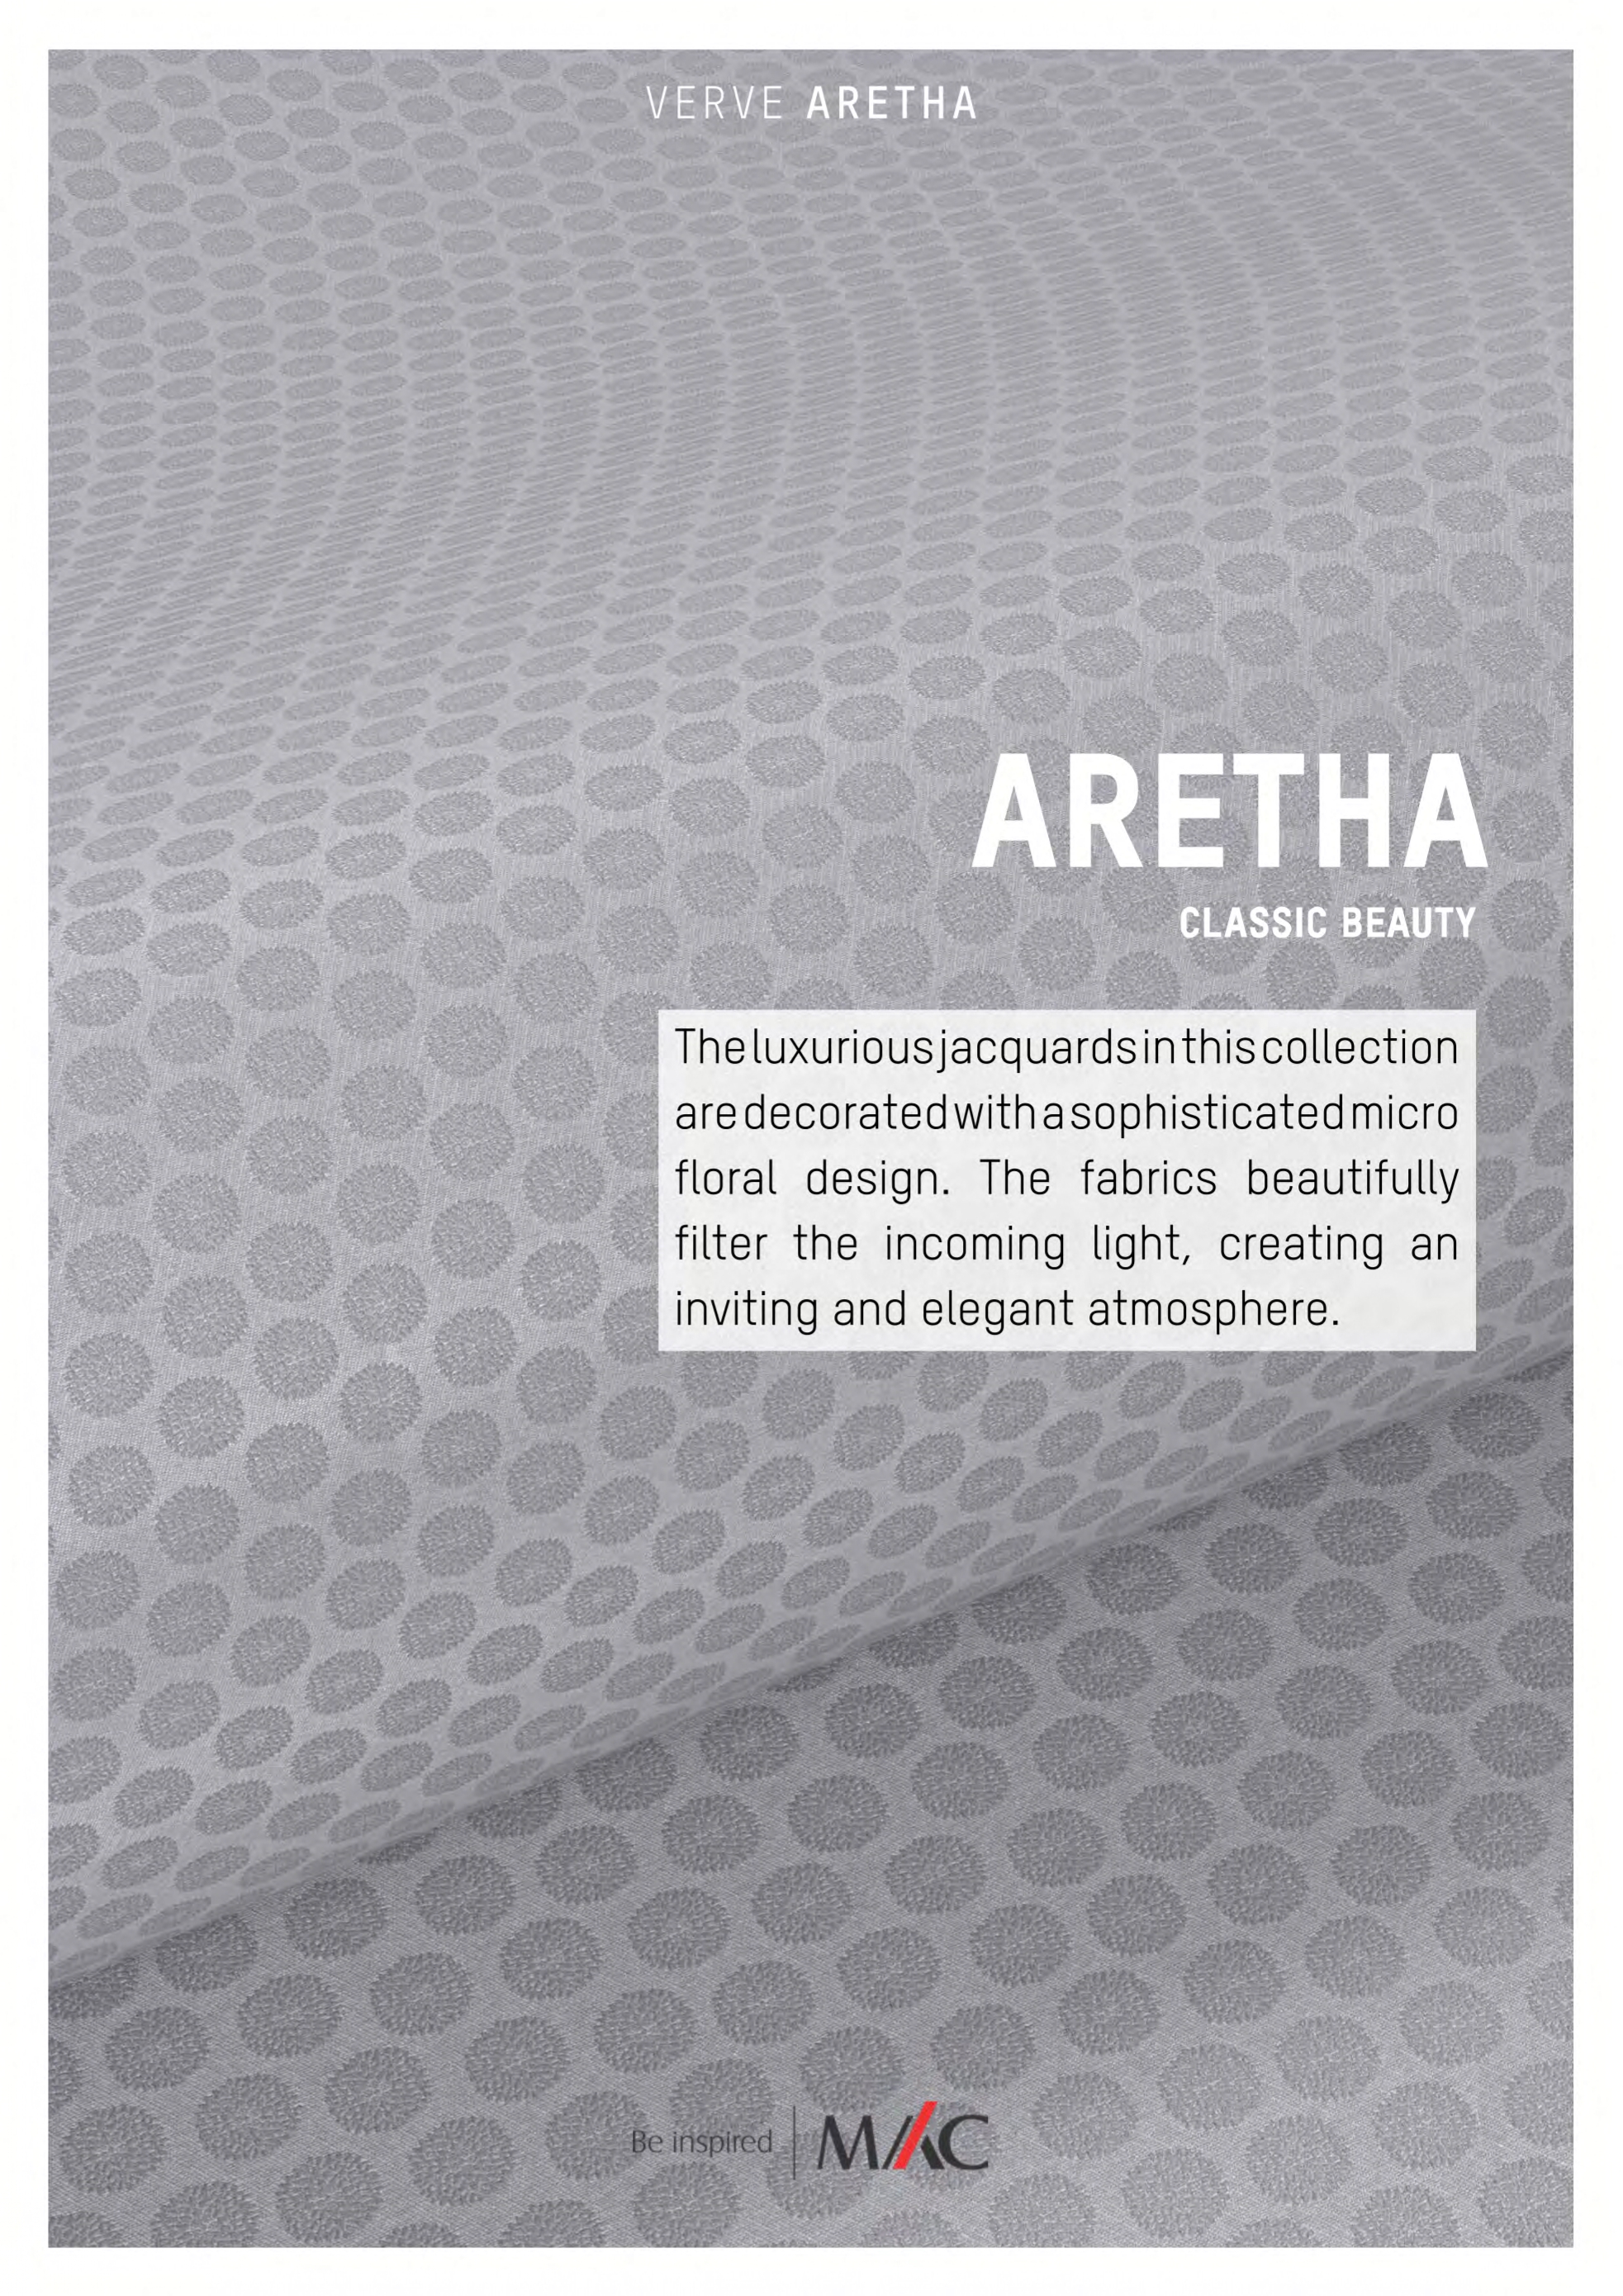 VERVE ARETHA
ARETHA
CLASSIC BEAUTY
The luxurious jacquards in this collection
are decorated with a sophisticated micro
floral design. The fabrics beautifully
filter the incoming light, creating an
inviting and elegant atmosphere.
Be inspired MAC